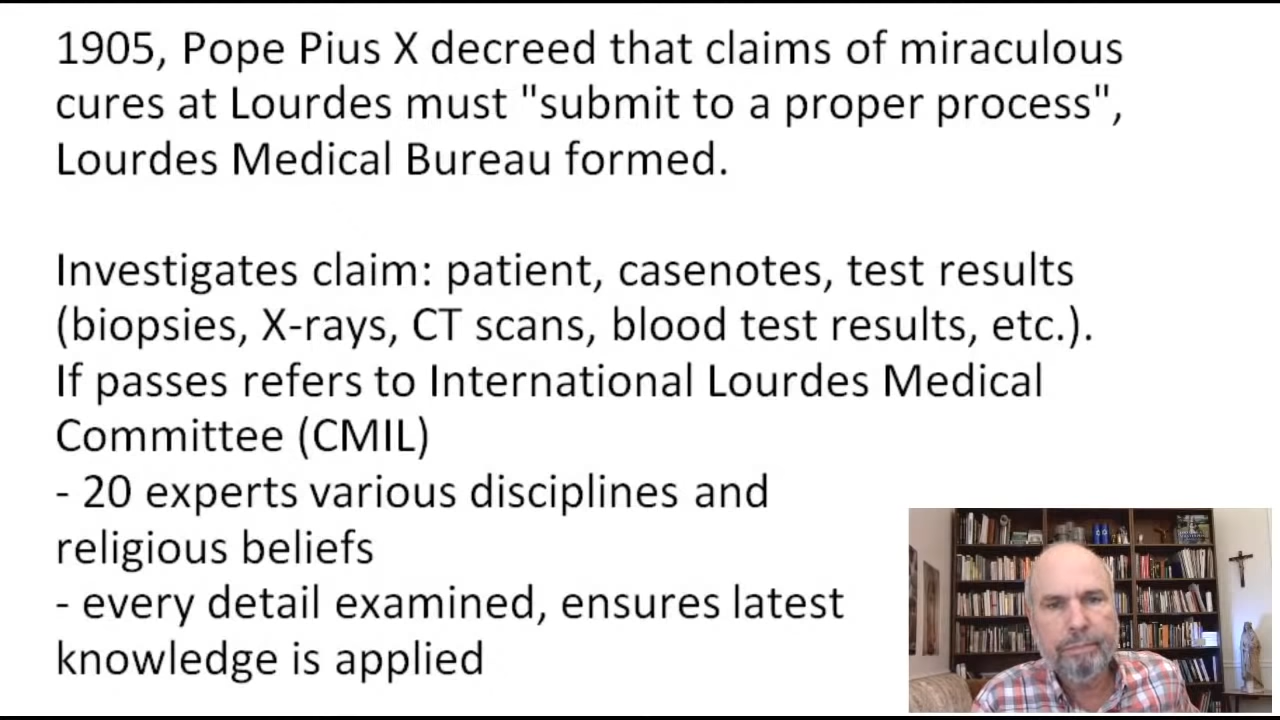 1905, Pope Pius X decreed that claims of miraculous
cures at Lourdes must "submit to a proper process",
Lourdes Medical Bureau formed.
Investigates claim: patient, casenotes, test results
(biopsies, X-rays, CT scans, blood test results, etc.).
If passes refers to International Lourdes Medical
Committee (CMIL)
- 20 experts various disciplines and
religious beliefs
- every detail examined, ensures latest
knowledge is applied